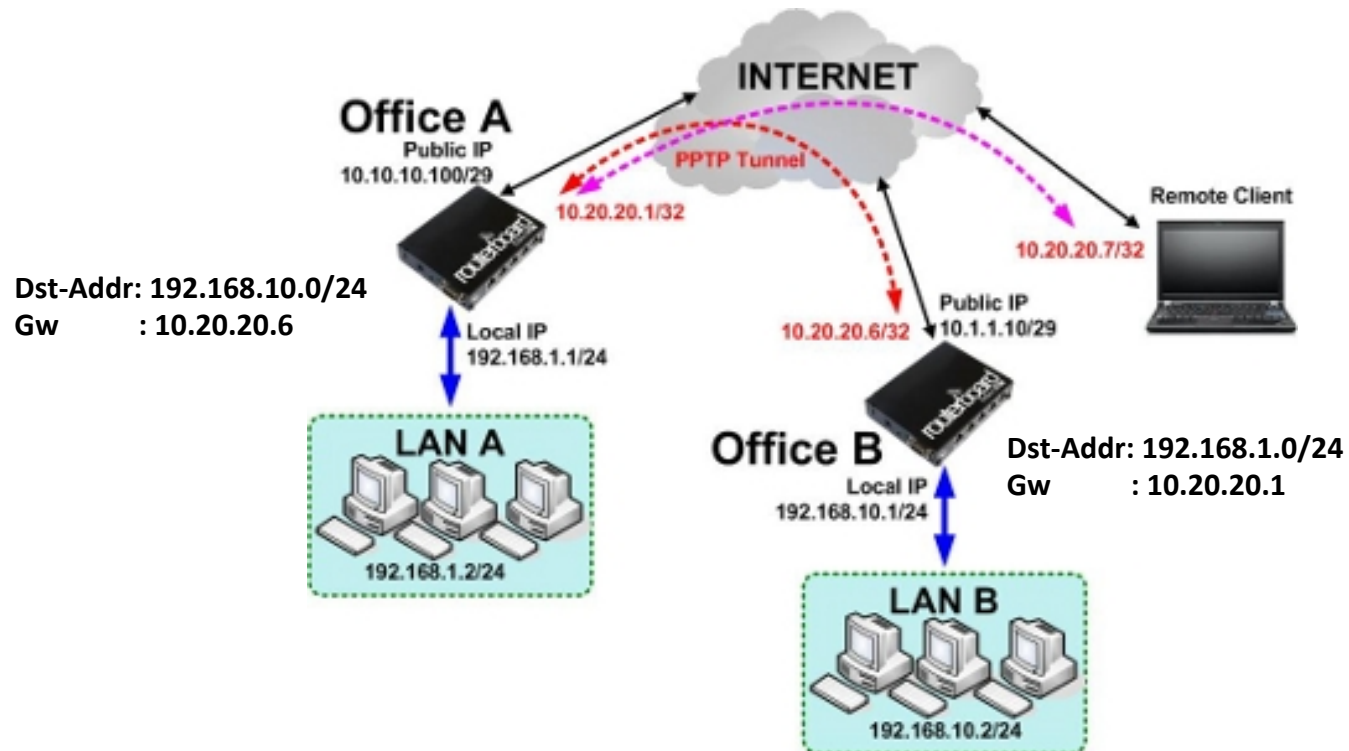 INTERNET
Office A
Public IP
10.10.10.100/29
PPTP Tunnel
10.20.20.1/32
Remote Client
10.20.20.7/32
routerboard
Dst-Addr: 192.168.10.0/24
Gw : 10.20.20.6
Local IP
192.168.1.1/24
Public IP
10.1.1.10/29
10.20.20.6/32
routerboard
LAN A
192.168.1.2/24
Office B
Local IP
192.168.10.1/24
Dst-Addr: 192.168.1.0/24
Gw : 10.20.20.1
LAN B
192.168.10.2/24